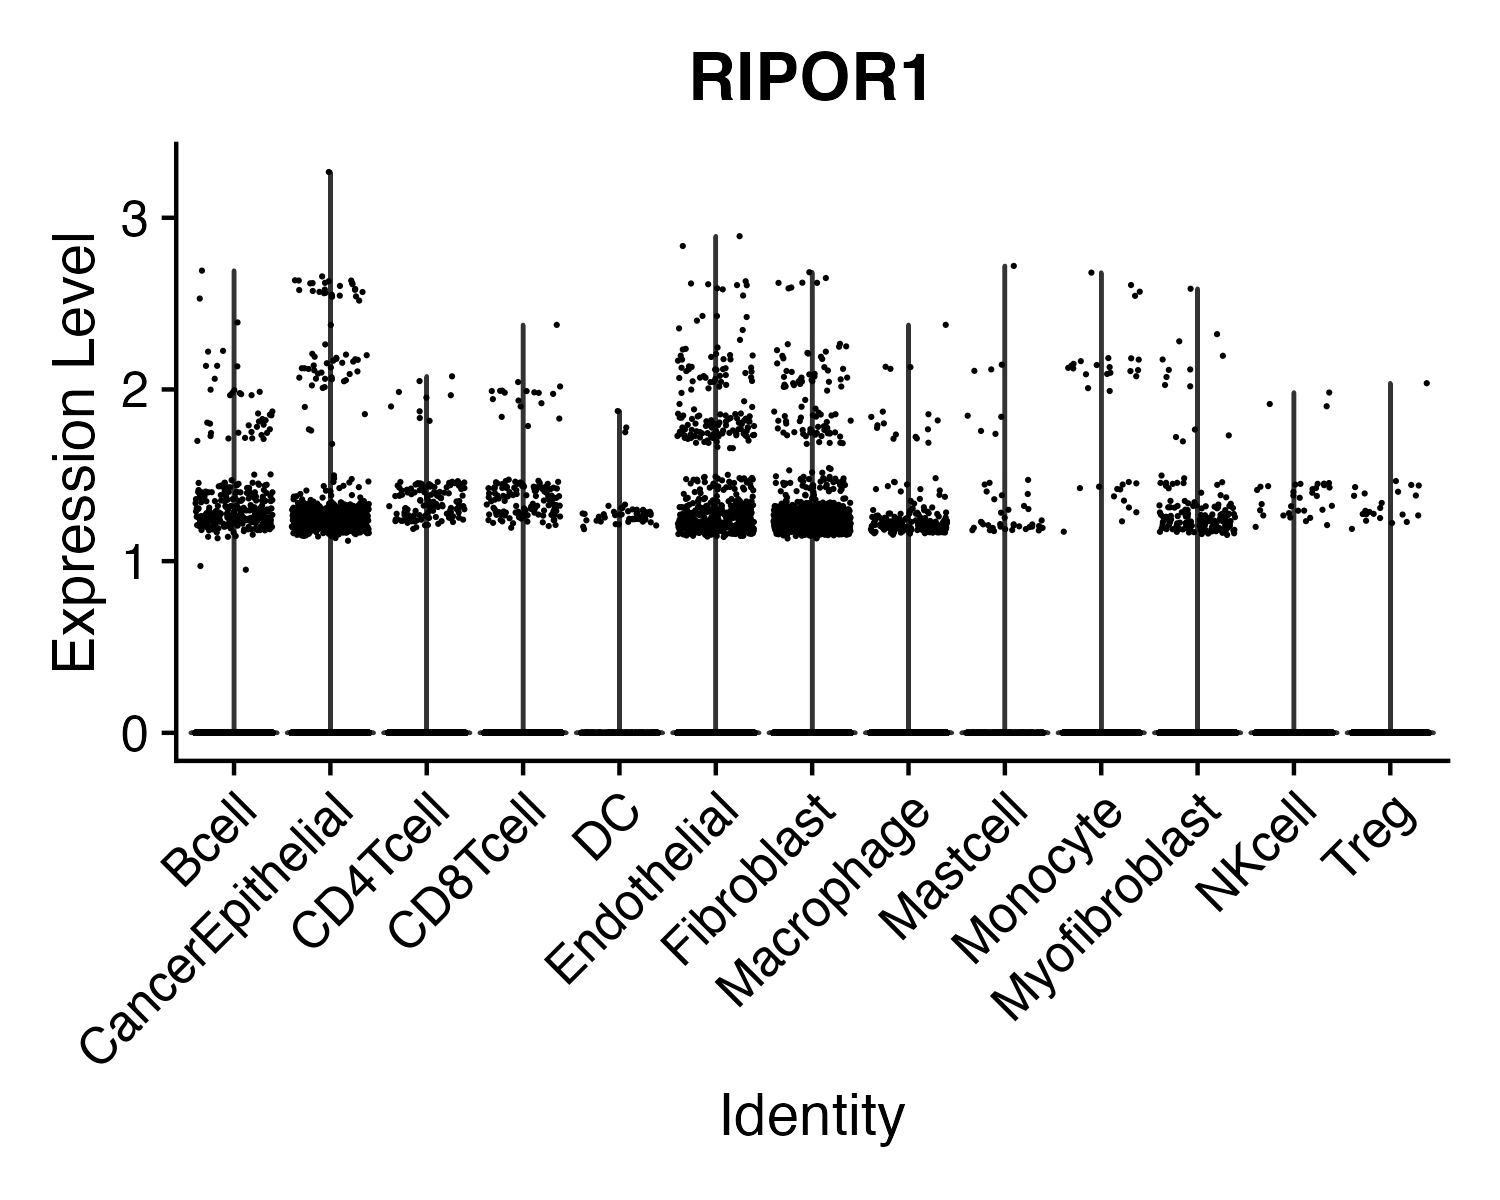 RIPOR1
Expression Level
3
2
1
0
Bcell
CancerEpithelial
CD4Tcell
CD8Tcell
DC
Endothelial
Fibroblast
Macrophage
Mastcell
Monocyte
Myofibroblast
NKcell
Treg
Identity